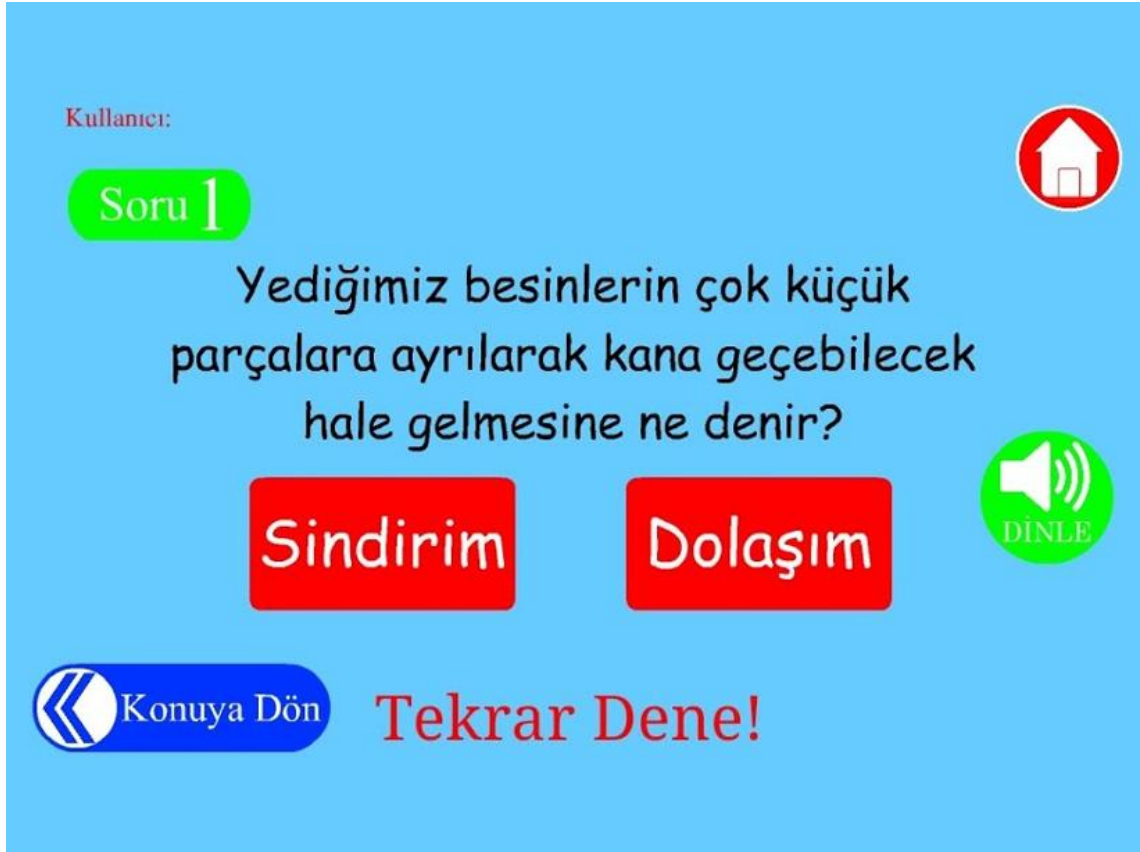 Kullanıcı:
Soru 1
Yediğimiz besinlerin çok küçük
parçalara ayrılarak kana geçebilecek
hale gelmesine ne denir?
Sindirim
Dolaşım
DİNLE
Konuya Dön
Tekrar Dene!